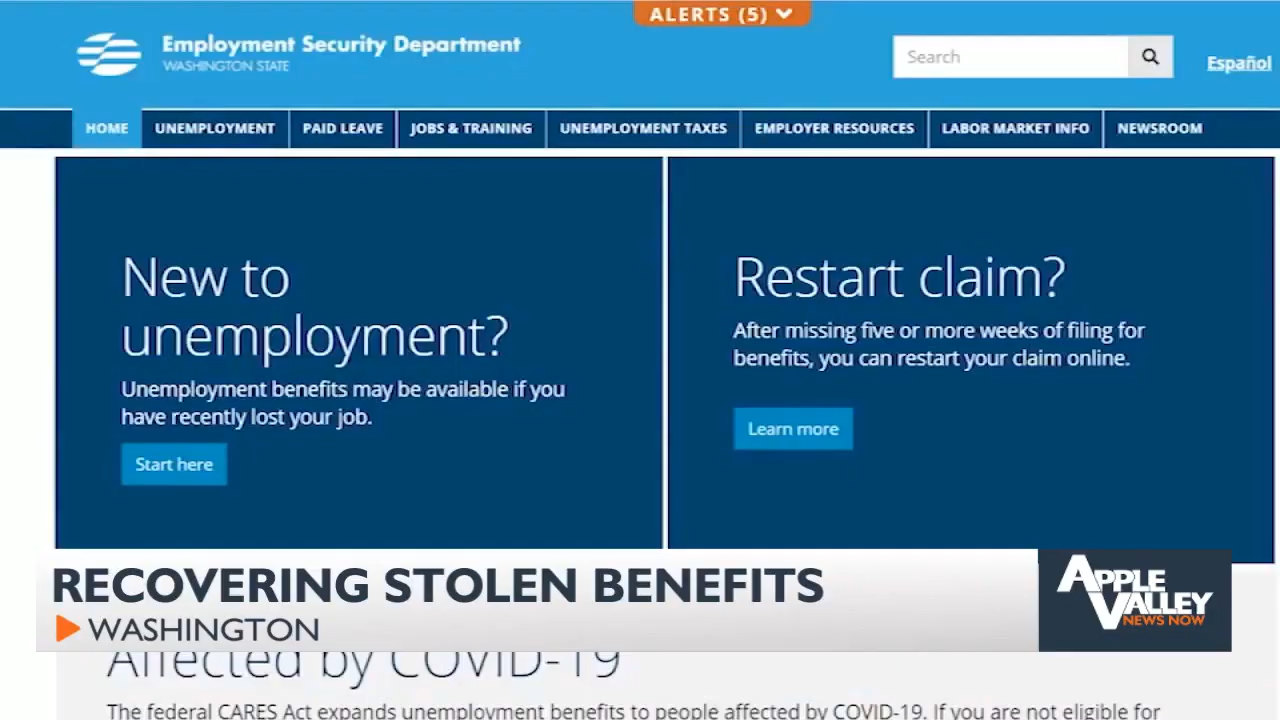 ALERTS (5)
Employment Security Department
WASHINGTON STATE
Search
Español
HOME
UNEMPLOYMENT
PAID LEAVE
JOBS & TRAINING
UNEMPLOYMENT TAXES
EMPLOYER RESOURCES
LABOR MARKET INFO
NEWSROOM
New to
unemployment?
Unemployment benefits may be available if you
have recently lost your job.
Start here
Restart claim?
After missing five or more weeks of filing for
benefits, you can restart your claim online.
Learn more
RECOVERING STOLEN BENEFITS
WASHINGTON
APPLE
VALLEY
NEWS NOW
Affected by COVID-19
The federal CARES Act expands unemployment benefits to people affected by COVID-19. If you are not eligible for